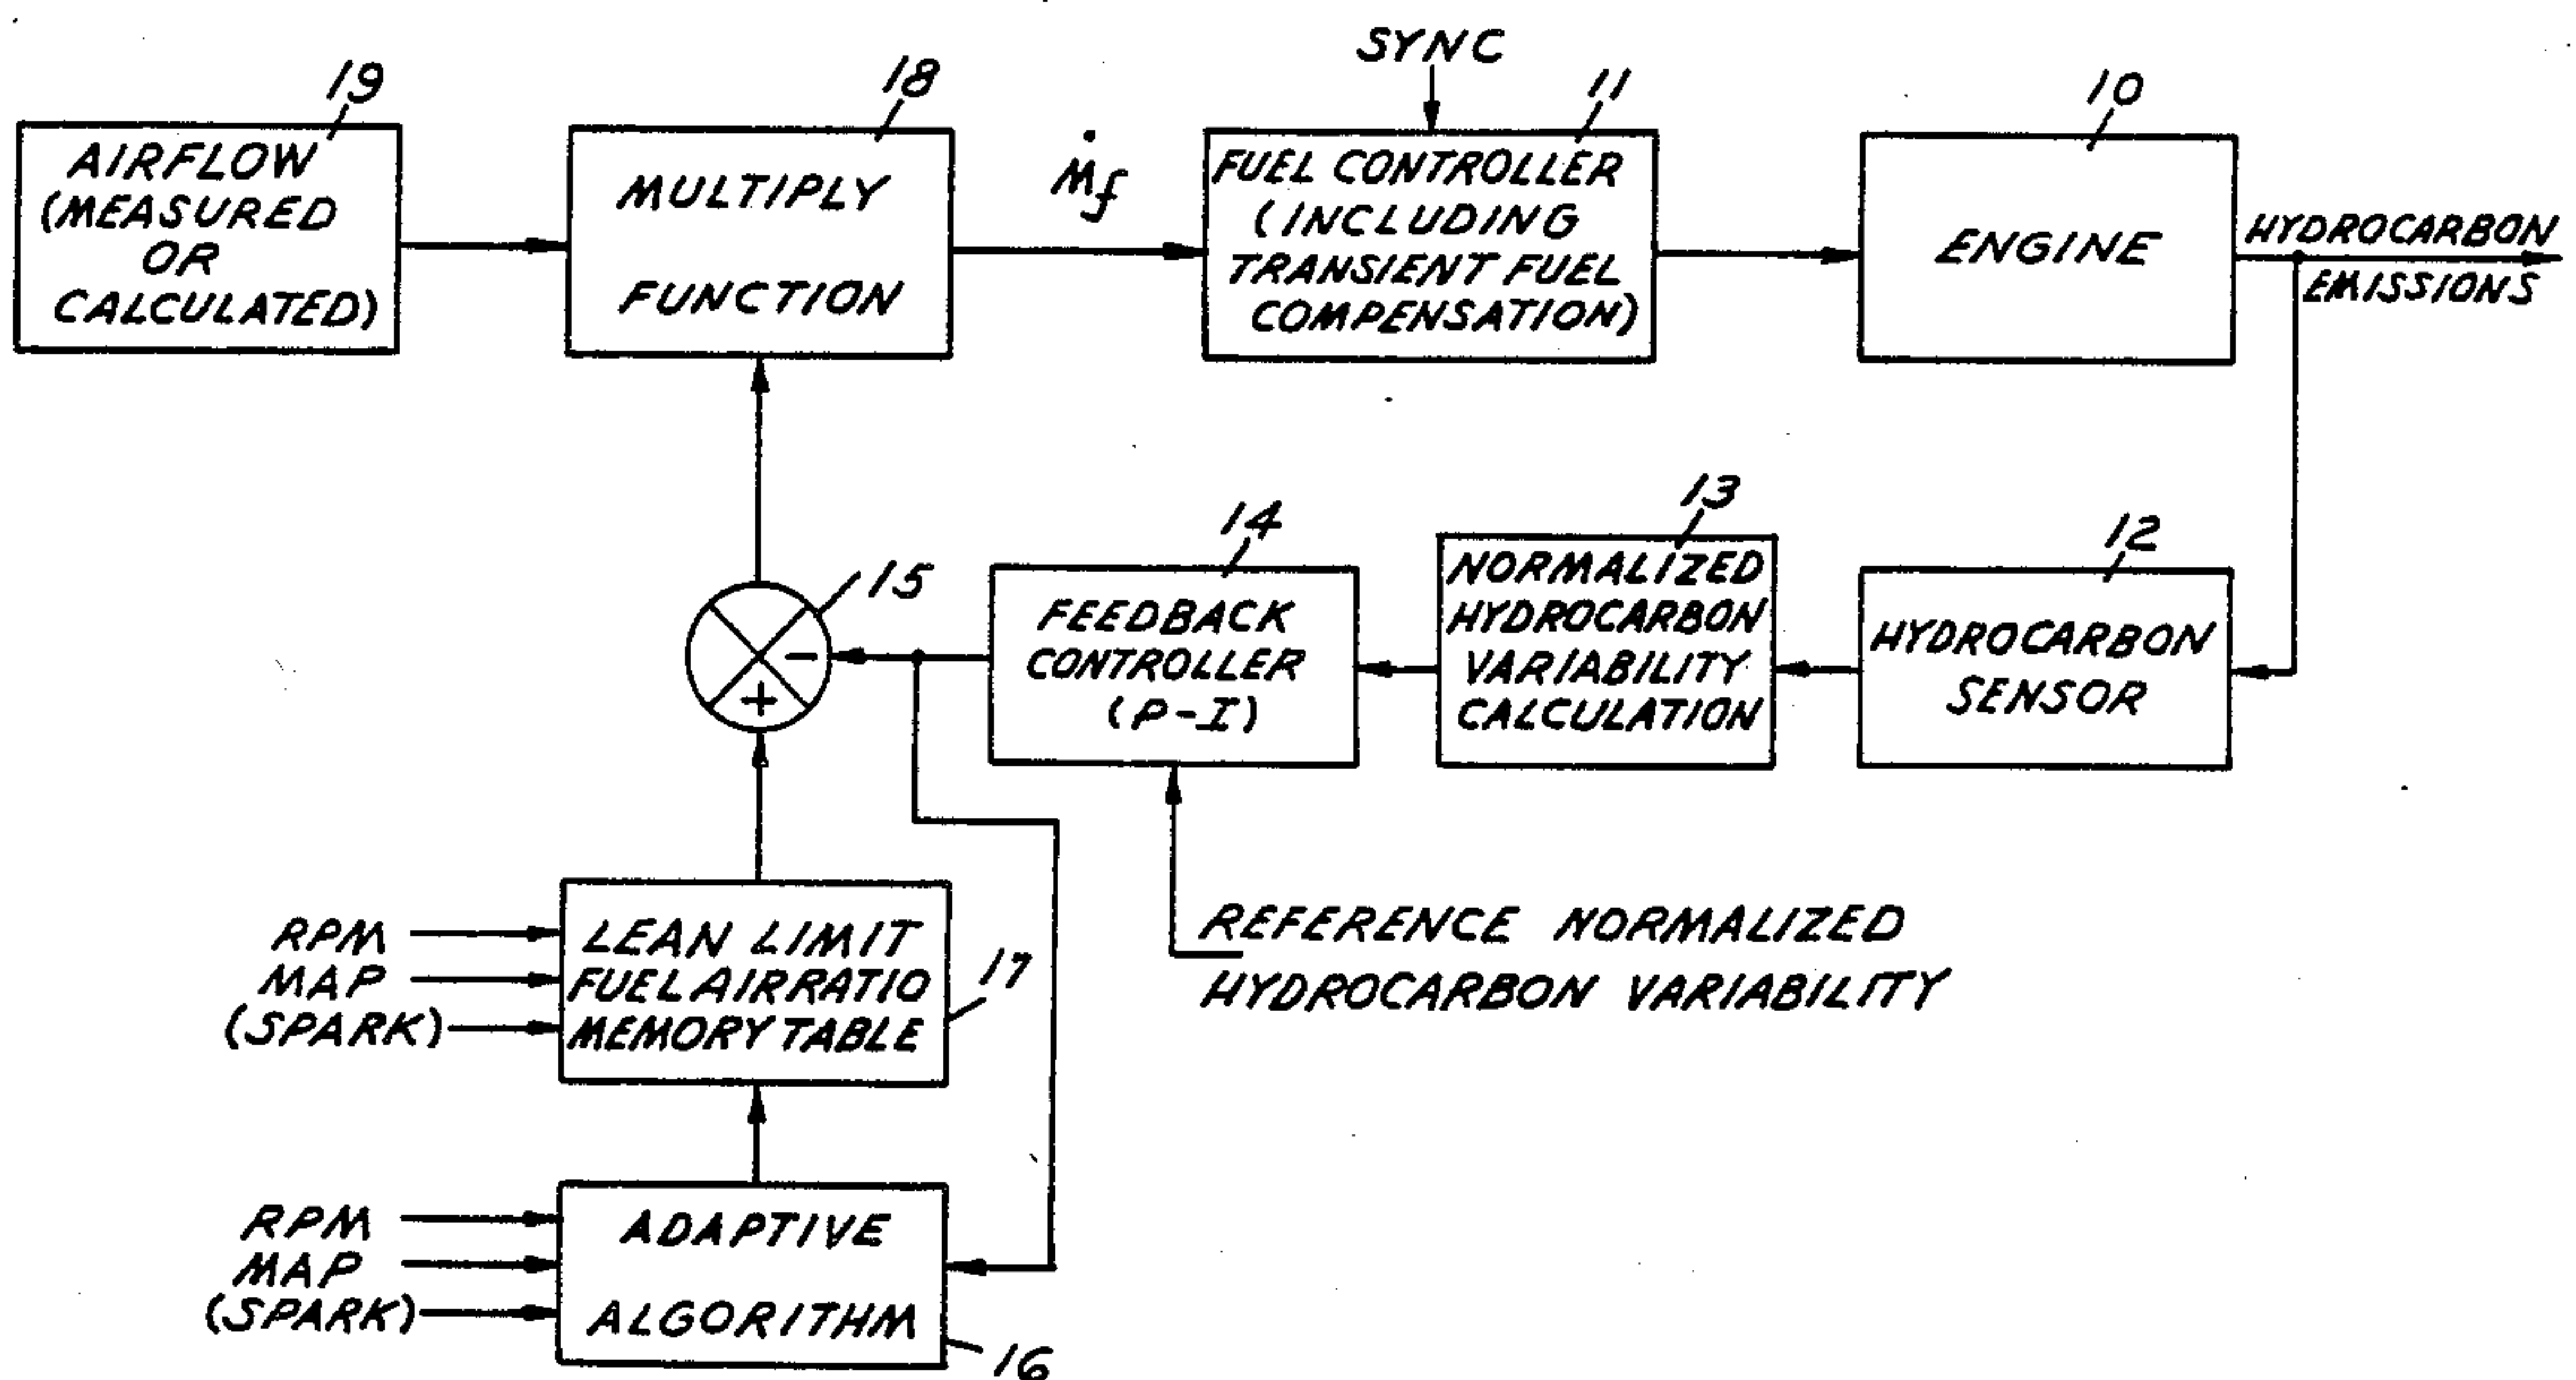 SYNC
19
18
11
10
AIRFLOW
(MEASURED
OR
CALCULATED)
MULTIPLY
FUNCTION
Ṁf
FUEL CONTROLLER
(INCLUDING
TRANSIENT FUEL
COMPENSATION)
ENGINE
HYDROCARBON
EMISSIONS
15
14
FEEDBACK
CONTROLLER
(P-I)
13
NORMALIZED
HYDROCARBON
VARIABILITY
CALCULATION
12
HYDROCARBON
SENSOR
-
+
REFERENCE NORMALIZED
HYDROCARBON VARIABILITY
RPM
MAP
(SPARK)
LEAN LIMIT
FUEL AIR RATIO
MEMORY TABLE
17
RPM
MAP
(SPARK)
ADAPTIVE
ALGORITHM
16